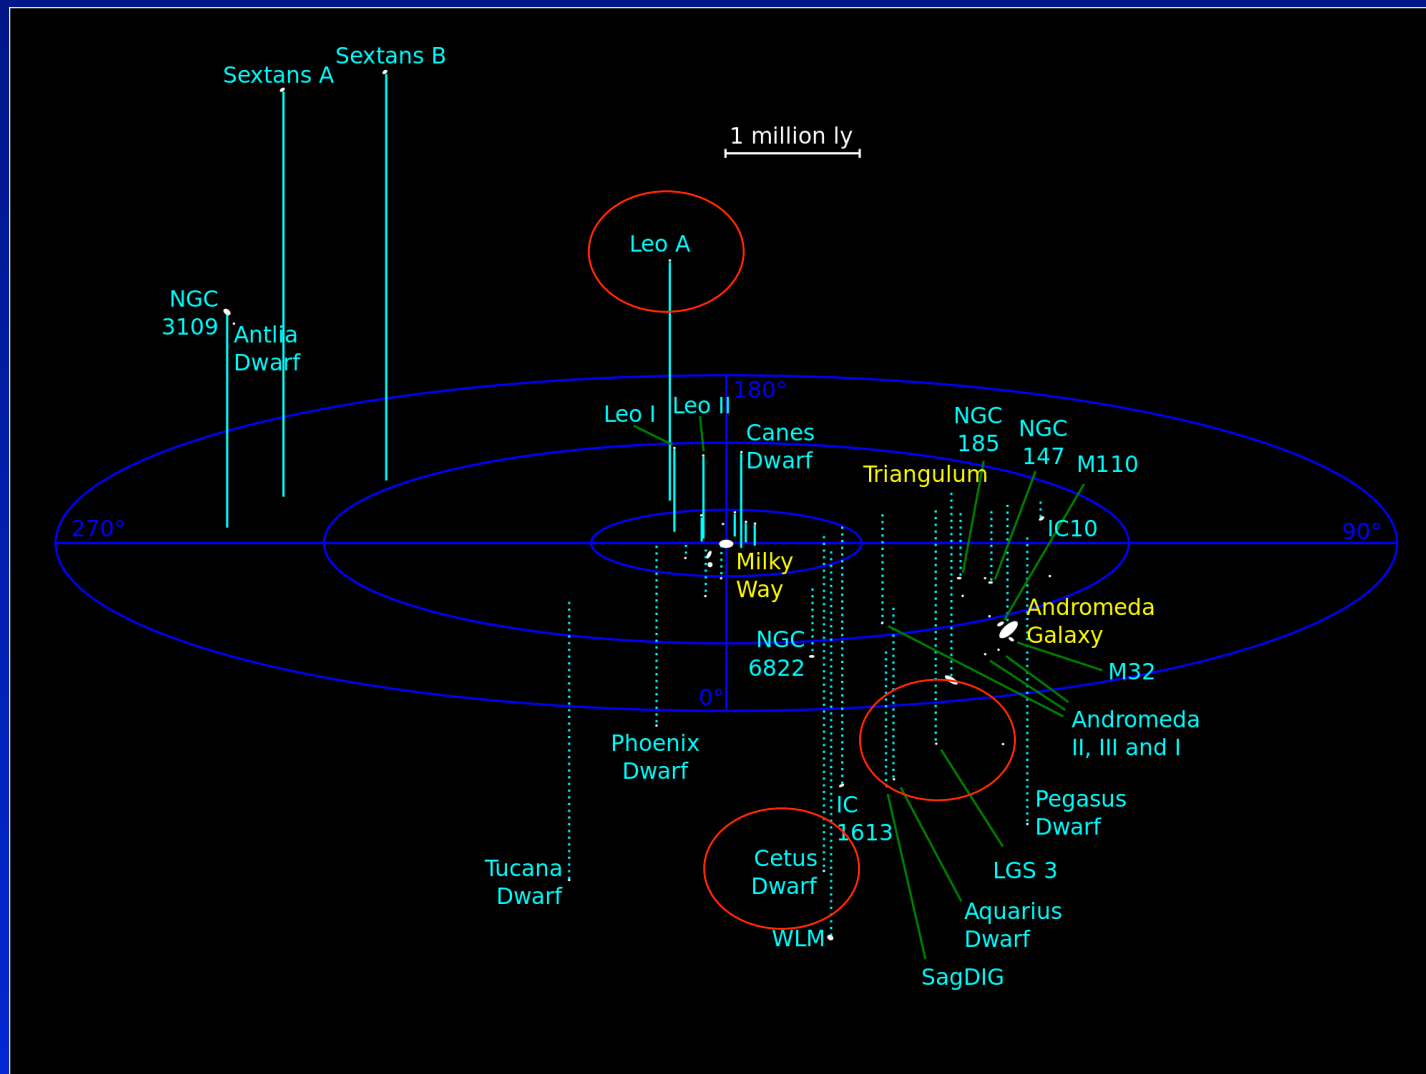 Sextans B
Sextans A
1 million ly
Leo A
NGC
3109
Antlia
Dwarf
180°
Leo I
Leo II
Canes
Dwarf
NGC
185
NGC
147
M110
Triangulum
270°
IC10
90°
Milky
Way
Andromeda
Galaxy
NGC
6822
M32
0°
Andromeda
II, III and I
Phoenix
Dwarf
IC
1613
Pegasus
Dwarf
Cetus
Dwarf
Tucana
Dwarf
LGS 3
Aquarius
Dwarf
WLM
SagDIG